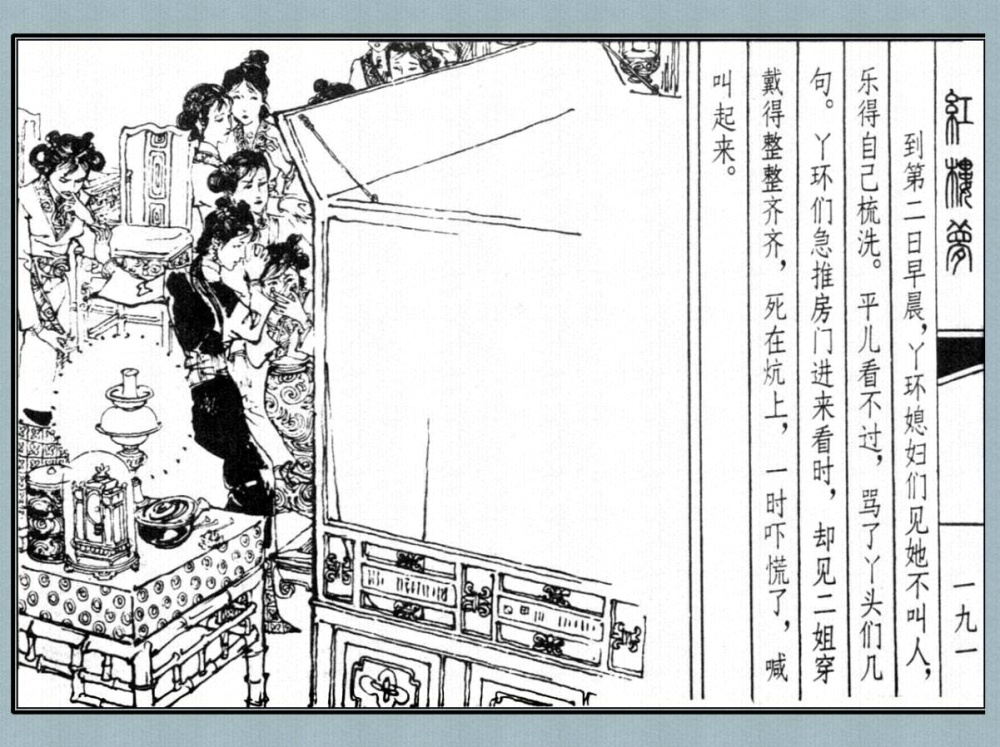 紅樓夢
一九一
到第二日早晨，丫环媳妇们见她不叫人，
乐得自己梳洗。平儿看不过，骂了丫头们几
句。丫环们急推房门进来看时，却见二姐穿
戴得整整齐齐，死在炕上，一时吓慌了，喊
叫起来。